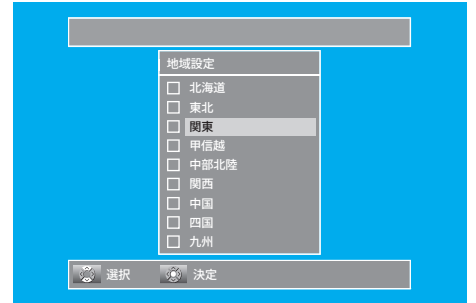 地域設定
北海道
東北
関東
甲信越
中部北陸
関西
中国
四国
九州
選択 決定